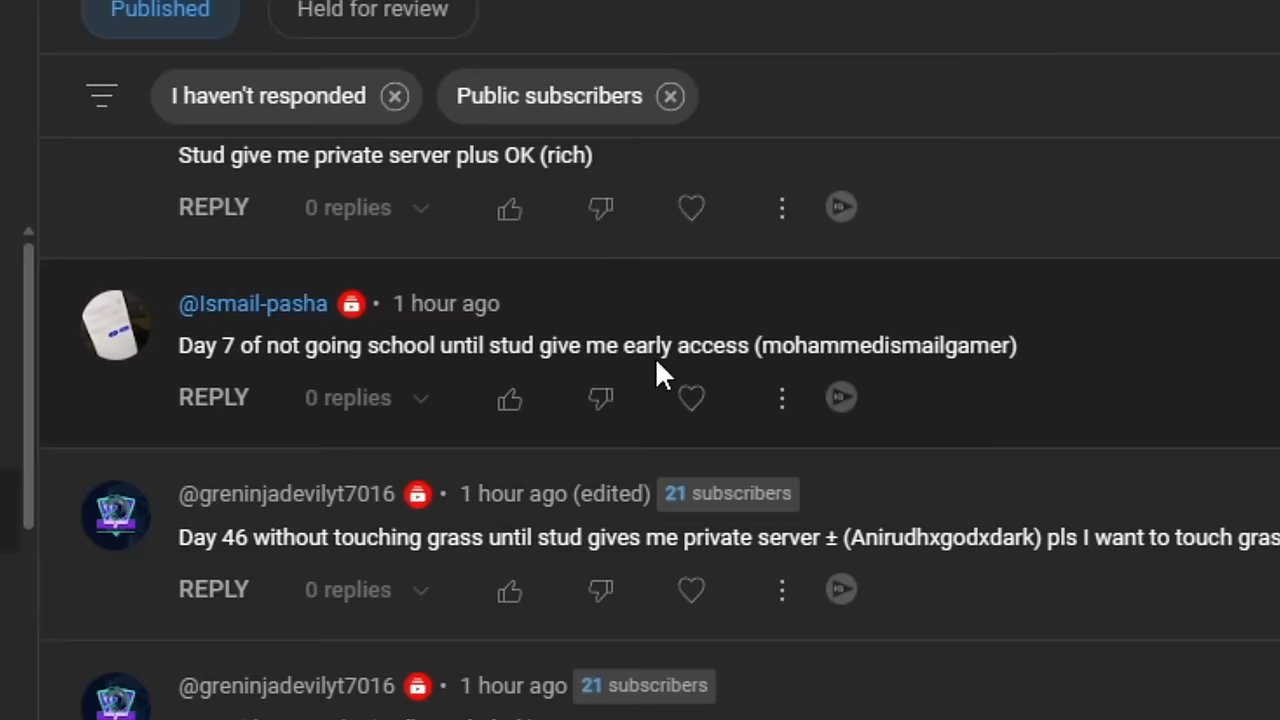 Published
Held for review
I haven't responded
Public subscribers
Stud give me private server plus OK (rich)
REPLY 0 replies
@Ismail-pasha • 1 hour ago
Day 7 of not going school until stud give me early access (mohammedismailgamer)
REPLY 0 replies
@greninjadevilyt7016 • 1 hour ago (edited) 21 subscribers
Day 46 without touching grass until stud gives me private server ± (Anirudhxgodxdark) pls I want to touch gras
REPLY 0 replies
@greninjadevilyt7016 • 1 hour ago 21 subscribers